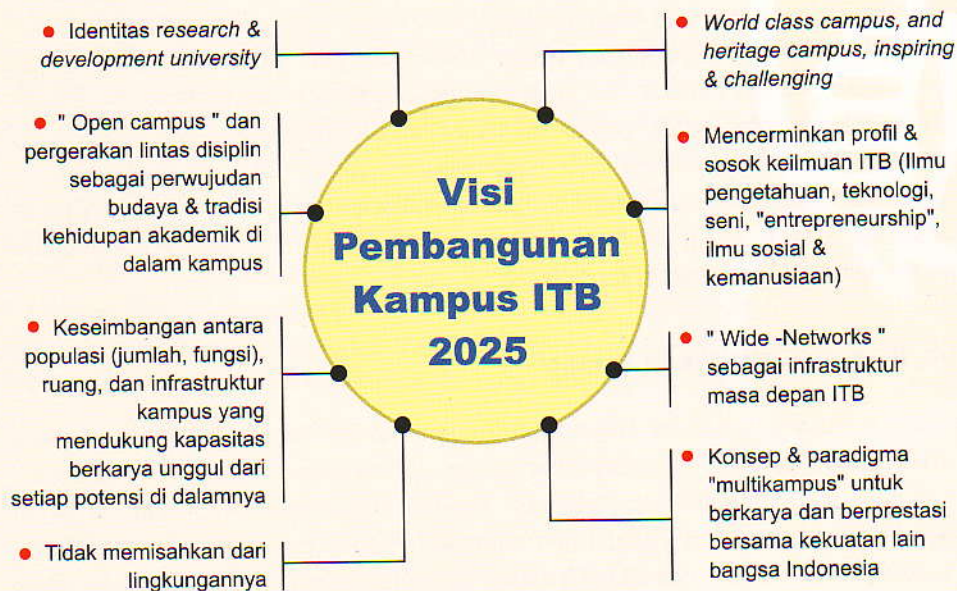 Visi
Pembangunan
Kampus ITB
2025
● Identitas research &
development university
● " Open campus " dan
pergerakan lintas disiplin
sebagai perwujudan
budaya & tradisi
kehidupan akademik di
dalam kampus
● Keseimbangan antara
populasi (jumlah, fungsi),
ruang, dan infrastruktur
kampus yang
mendukung kapasitas
berkarya unggul dari
setiap potensi di dalamnya
● Tidak memisahkan dari
lingkungannya
● World class campus, and
heritage campus, inspiring
& challenging
● Mencerminkan profil &
sosok keilmuan ITB (Ilmu
pengetahuan, teknologi,
seni, "entrepreneurship",
ilmu sosial &
kemanusiaan)
● " Wide -Networks "
sebagai infrastruktur
masa depan ITB
● Konsep & paradigma
"multikampus" untuk
berkarya dan berprestasi
bersama kekuatan lain
bangsa Indonesia